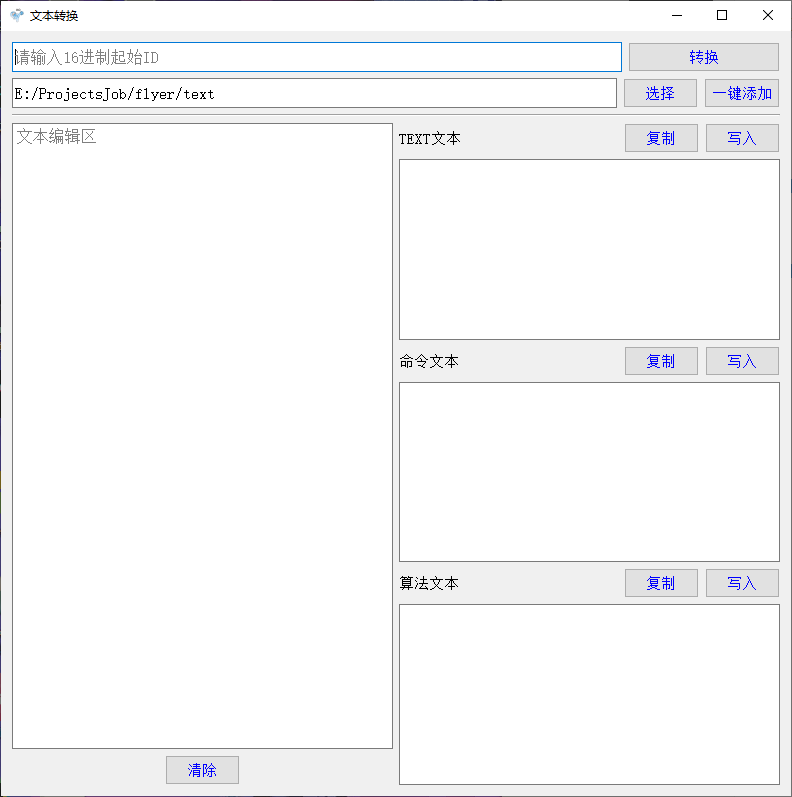 文本转换
请输入16进制起始ID
转换
E:/ProjectsJob/flyer/text
选择
一键添加
文本编辑区
TEXT文本
复制
写入
命令文本
复制
写入
算法文本
复制
写入
清除